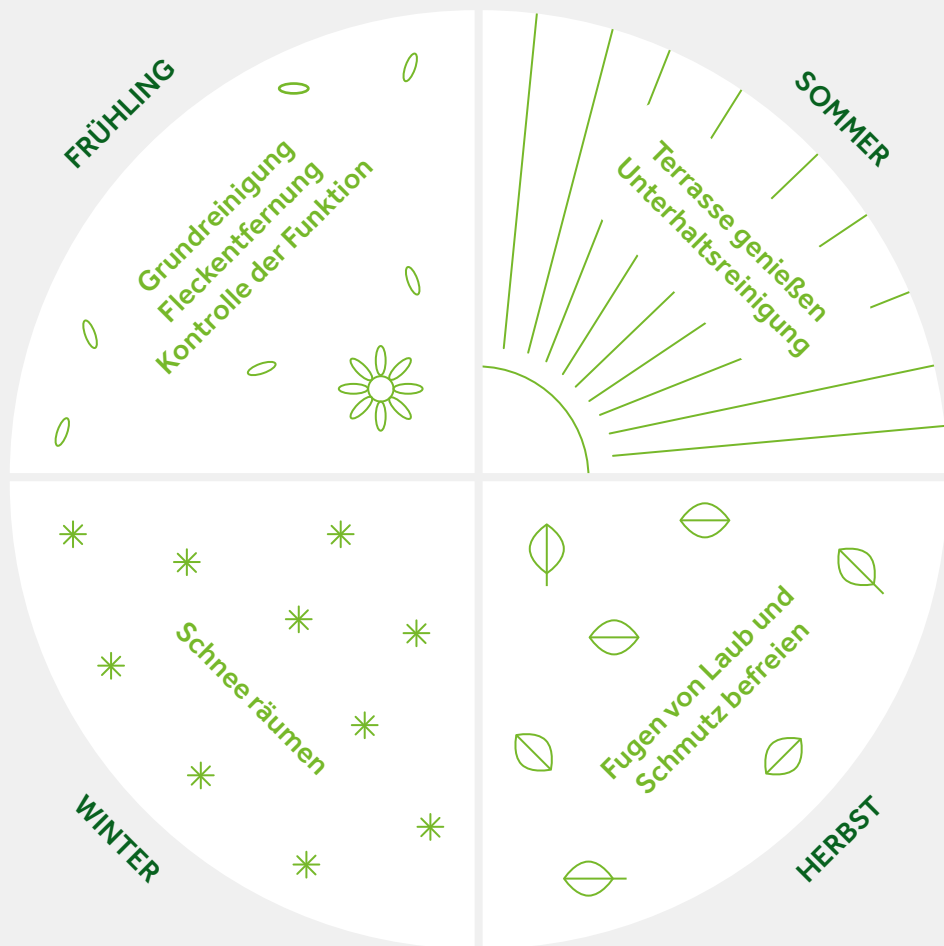 FRÜHLING
Grundreinigung
Fleckentfernung
Kontrolle der Funktion
SOMMER
Terrasse genießen
Unterhaltsreinigung
WINTER
Schnee räumen
HERBST
Fugen von Laub und
Schmutz befreien